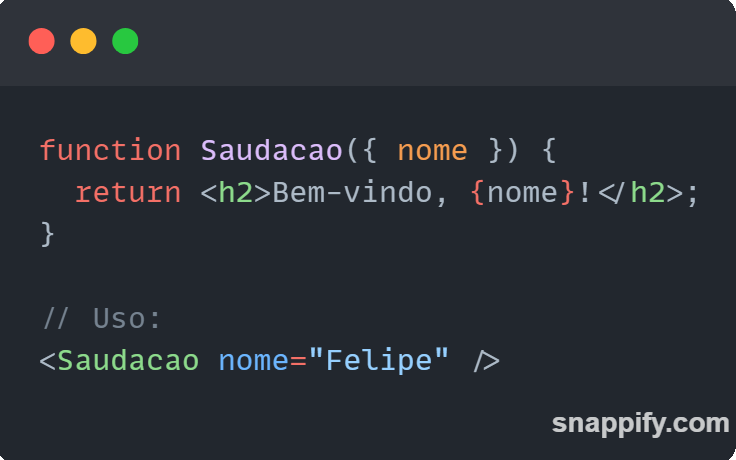 function Saudacao({ nome }) {
  return <h2>Bem-vindo, {nome}!</h2>;
}
// Uso:
<Saudacao nome="Felipe" />
snappify.com